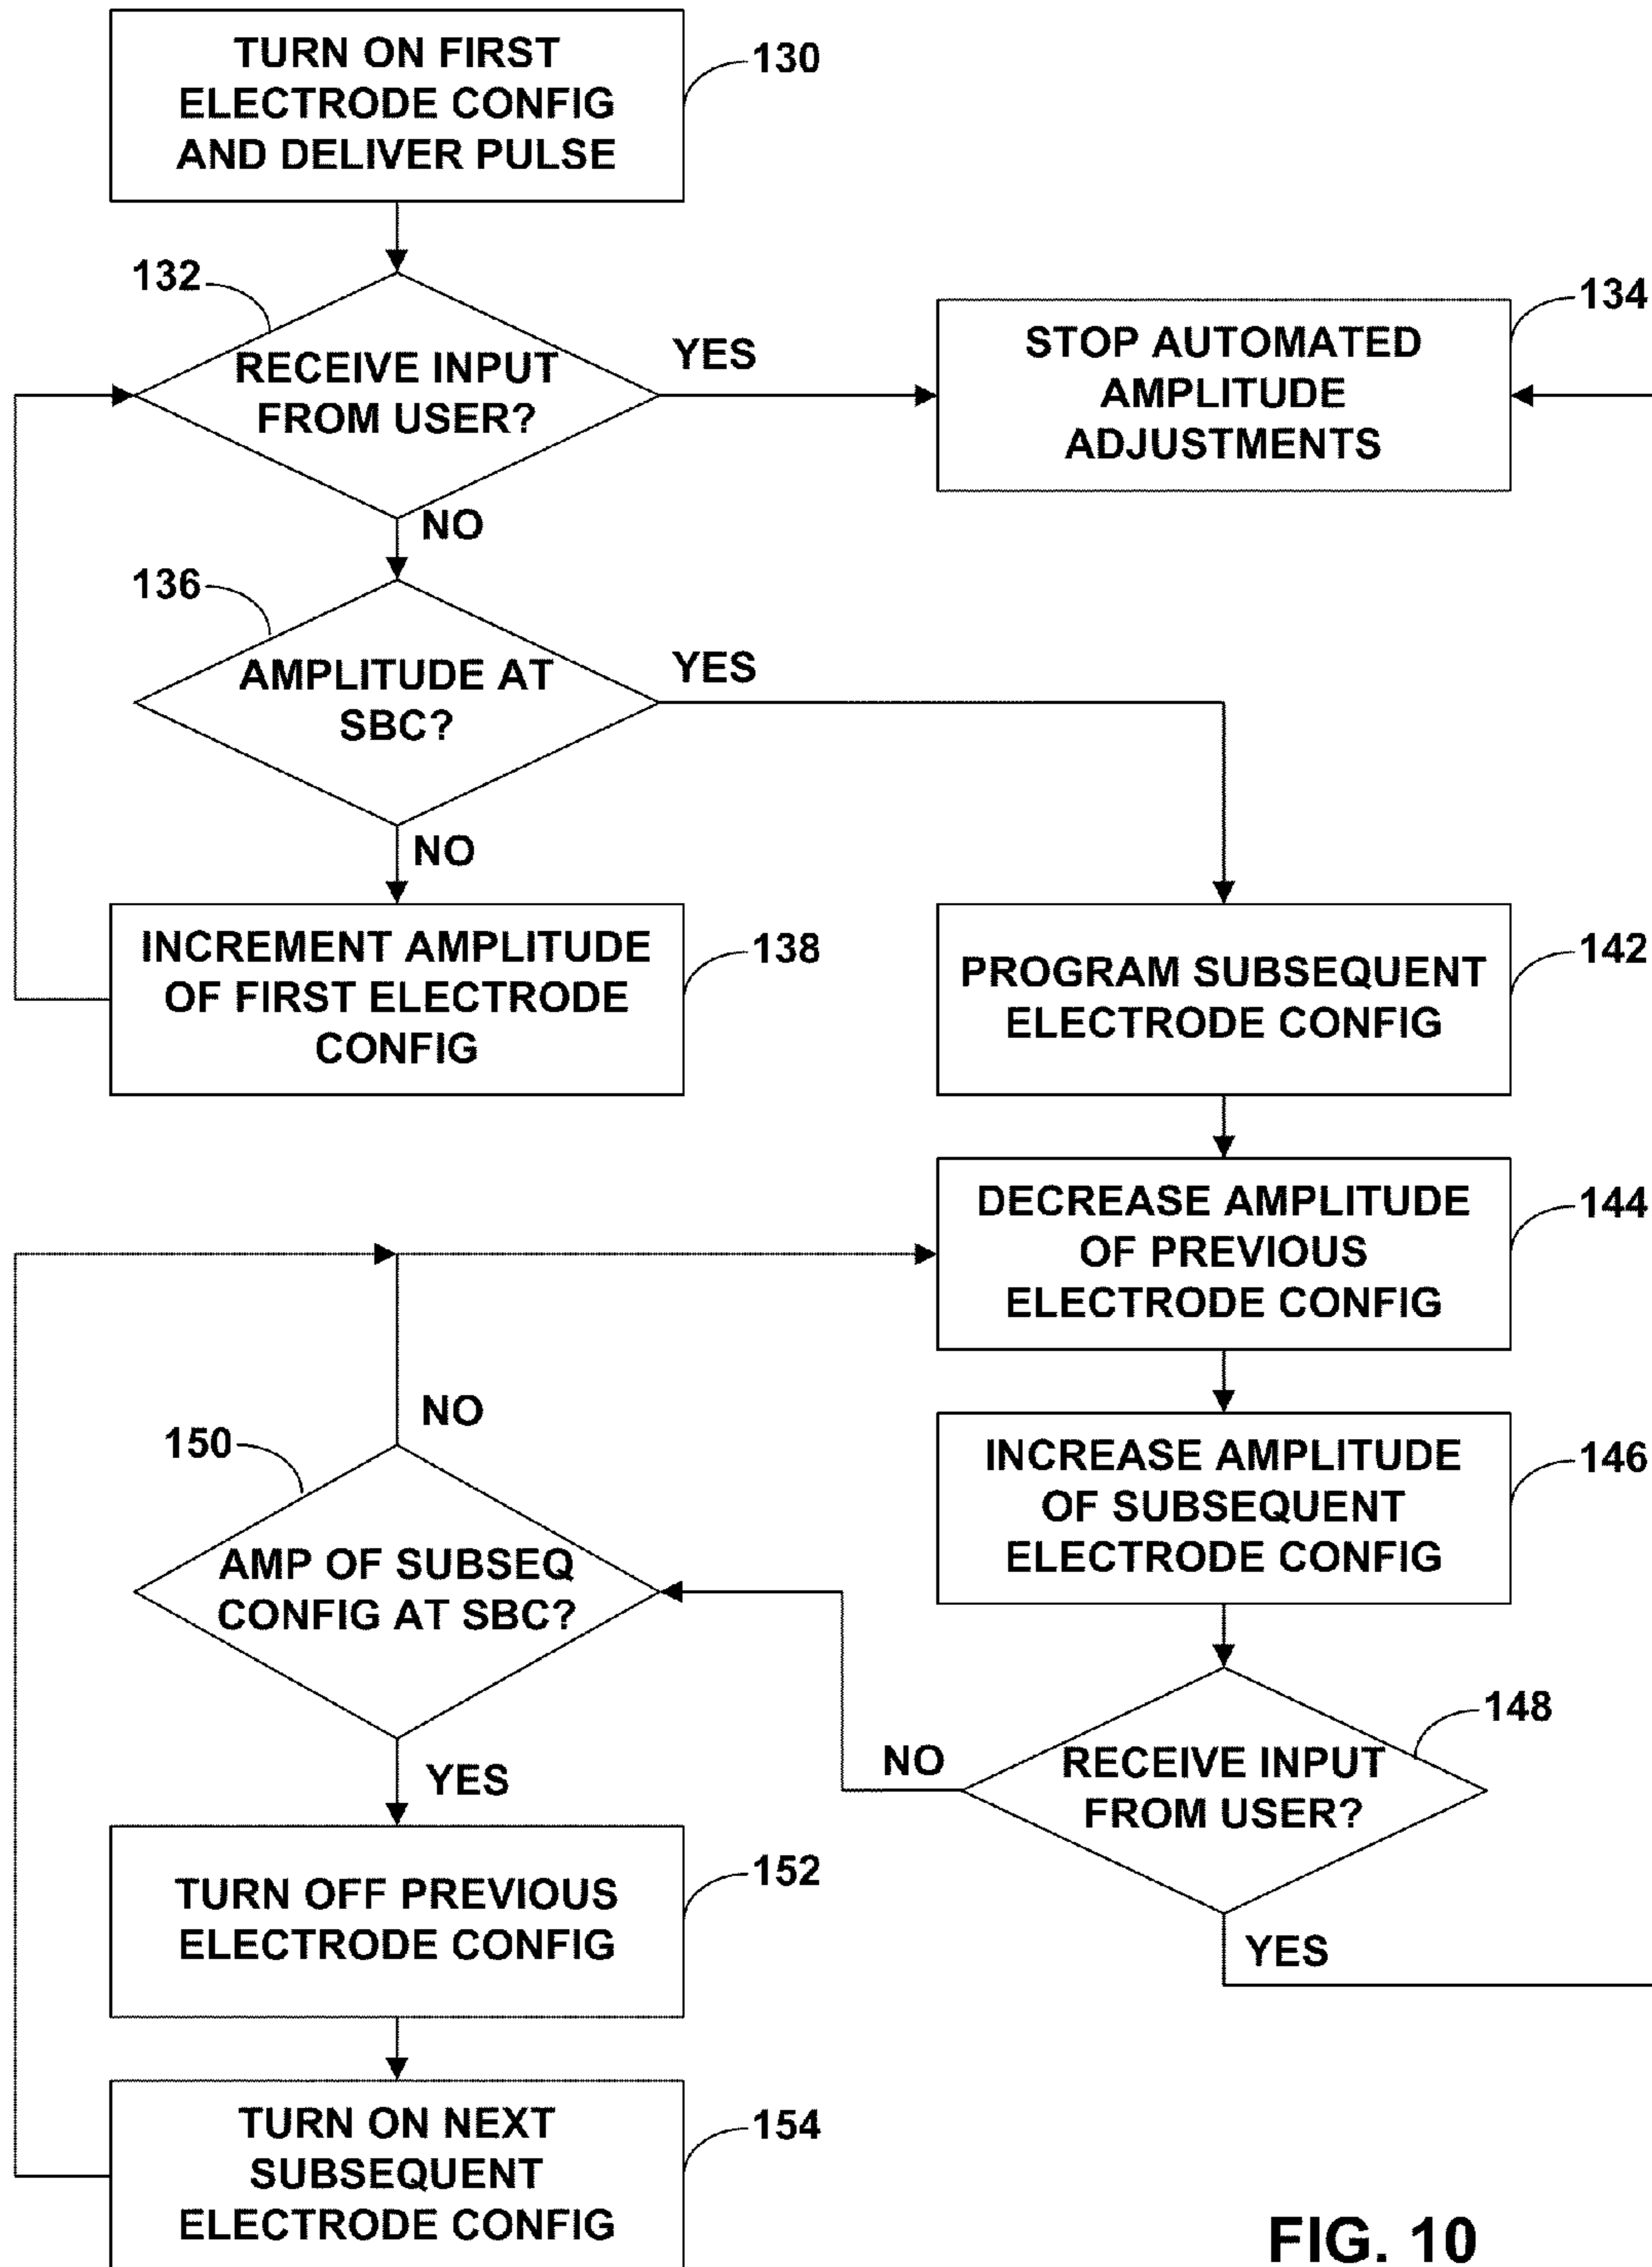 TURN ON FIRST
ELECTRODE CONFIG
AND DELIVER PULSE
130
132
RECEIVE INPUT
FROM USER?
YES
NO
STOP AUTOMATED
AMPLITUDE
ADJUSTMENTS
134
136
AMPLITUDE AT
SBC?
YES
NO
INCREMENT AMPLITUDE
OF FIRST ELECTRODE
CONFIG
138
PROGRAM SUBSEQUENT
ELECTRODE CONFIG
142
DECREASE AMPLITUDE
OF PREVIOUS
ELECTRODE CONFIG
144
INCREASE AMPLITUDE
OF SUBSEQUENT
ELECTRODE CONFIG
146
148
RECEIVE INPUT
FROM USER?
NO
YES
NO
150
AMP OF SUBSEQ
CONFIG AT SBC?
YES
TURN OFF PREVIOUS
ELECTRODE CONFIG
152
TURN ON NEXT
SUBSEQUENT
ELECTRODE CONFIG
154
FIG. 10